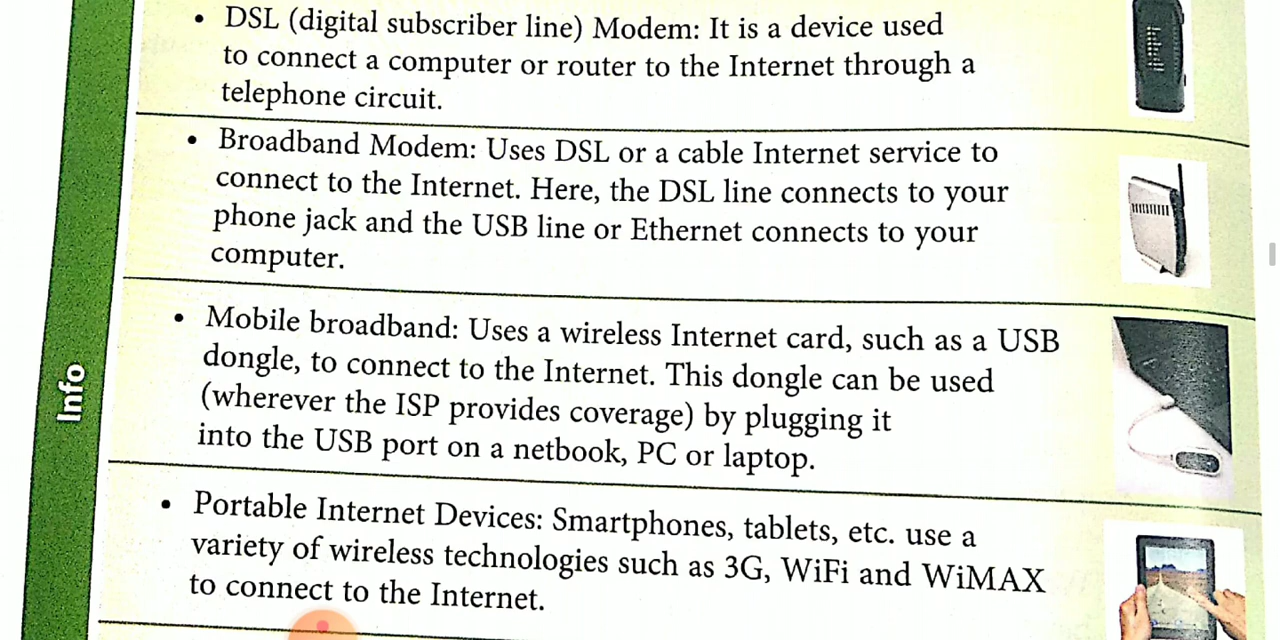 • DSL (digital subscriber line) Modem: It is a device used
to connect a computer or router to the Internet through a
telephone circuit.
• Broadband Modem: Uses DSL or a cable Internet service to
connect to the Internet. Here, the DSL line connects to your
phone jack and the USB line or Ethernet connects to your
computer.
Info
• Mobile broadband: Uses a wireless Internet card, such as a USB
dongle, to connect to the Internet. This dongle can be used
(wherever the ISP provides coverage) by plugging it
into the USB port on a netbook, PC or laptop.
• Portable Internet Devices: Smartphones, tablets, etc. use a
variety of wireless technologies such as 3G, WiFi and WiMAX
to connect to the Internet.